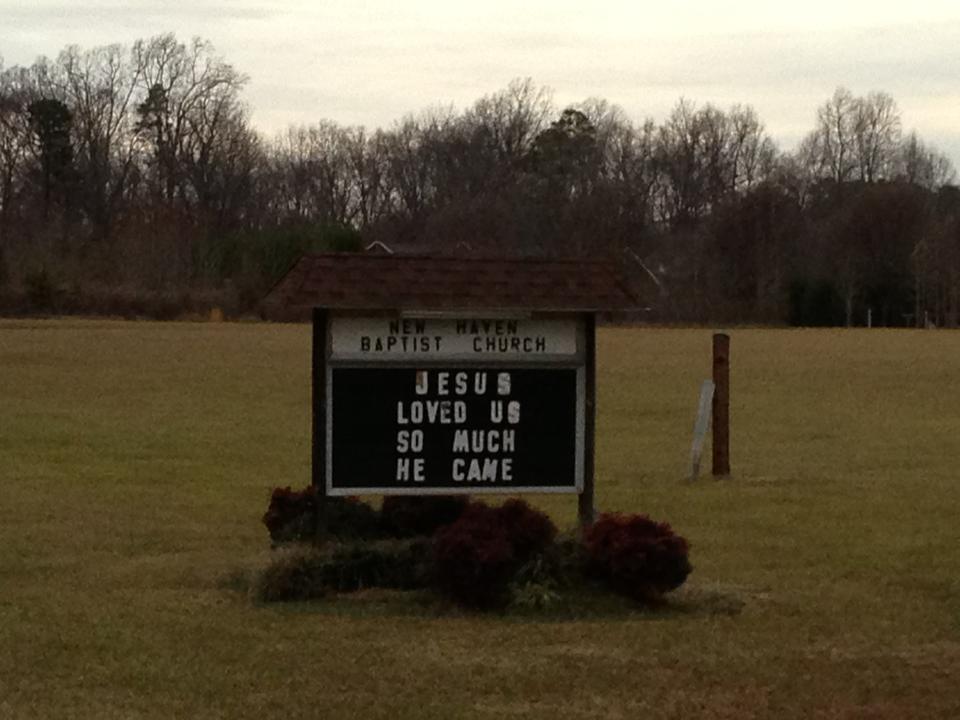 NEW HAVEN
BAPTIST CHURCH
JESUS
LOVED US
SO MUCH
HE CAME